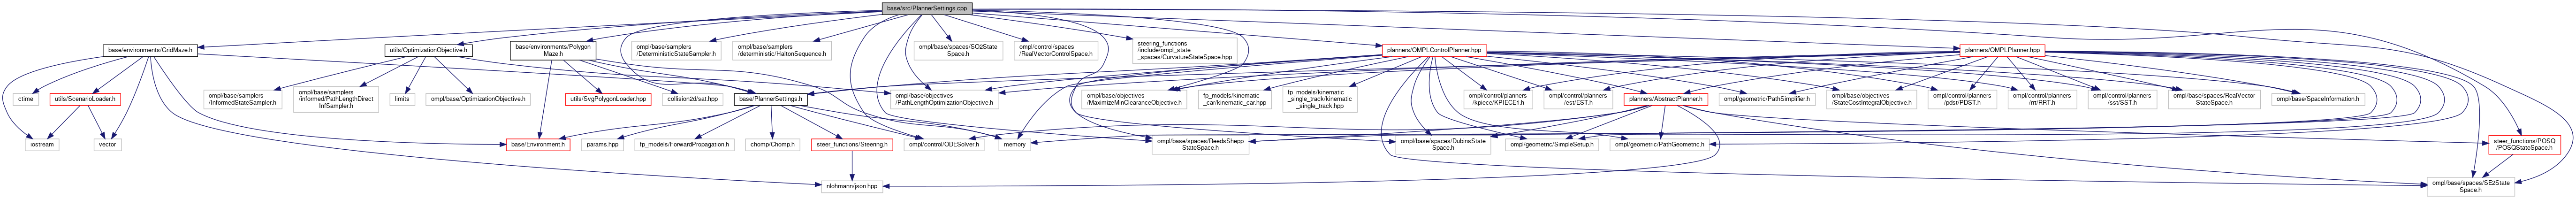 base/src/PlannerSettings.cpp
base/environments/GridMaze.h
utils/OptimizationObjective.h
base/environments/Polygon
Maze.h
ompl/base/samplers
/DeterministicStateSampler.h
ompl/base/samplers
/deterministic/HaltonSequence.h
ompl/base/spaces/SO2State
Space.h
ompl/control/spaces
/RealVectorControlSpace.h
steering_functions
/include/ompl_state
_spaces/CurvatureStateSpace.hpp
planners/OMPLControlPlanner.hpp
planners/OMPLPlanner.hpp
ctime
utils/ScenarioLoader.h
ompl/base/samplers
/InformedStateSampler.h
ompl/base/samplers
/informed/PathLengthDirect
InfSampler.h
limits
ompl/base/OptimizationObjective.h
utils/SvgPolygonLoader.hpp
collision2d/sat.hpp
base/PlannerSettings.h
ompl/base/objectives
/PathLengthOptimizationObjective.h
ompl/base/objectives
/MaximizeMinClearanceObjective.h
fp_models/kinematic
_car/kinematic_car.hpp
fp_models/kinematic
_single_track/kinematic
_single_track.hpp
ompl/control/planners
/kpiece/KPIECE1.h
ompl/control/planners
/est/EST.h
planners/AbstractPlanner.h
ompl/geometric/PathSimplifier.h
ompl/base/objectives
/StateCostIntegralObjective.h
ompl/control/planners
/pdst/PDST.h
ompl/control/planners
/rrt/RRT.h
ompl/control/planners
/sst/SST.h
ompl/base/spaces/RealVector
StateSpace.h
ompl/base/SpaceInformation.h
iostream
vector
base/Environment.h
params.hpp
fp_models/ForwardPropagation.h
chomp/Chomp.h
steer_functions/Steering.h
ompl/control/ODESolver.h
memory
ompl/base/spaces/ReedsShepp
StateSpace.h
ompl/base/spaces/DubinsState
Space.h
ompl/geometric/SimpleSetup.h
ompl/geometric/PathGeometric.h
steer_functions/POSQ
/POSQStateSpace.h
nlohmann/json.hpp
ompl/base/spaces/SE2State
Space.h